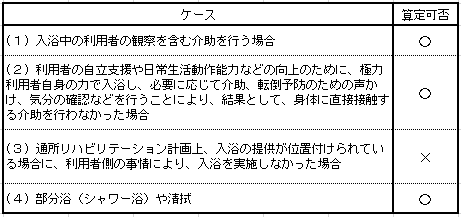 ケース
算定可否
(1)入浴中の利用者の観察を含む介助を行う場合
○
(2)利用者の自立支援や日常生活動作能力などの向上のために、極力
利用者自身の力で入浴し、必要に応じて介助、転倒予防のための声か
け、気分の確認などを行うことにより、結果として、身体に直接接触す
る介助を行わなかった場合
○
(3)通所リハビリテーション計画上、入浴の提供が位置付けられてい
る場合に、利用者側の事情により、入浴を実施しなかった場合
×
(4)部分浴(シャワー浴)や清拭
○